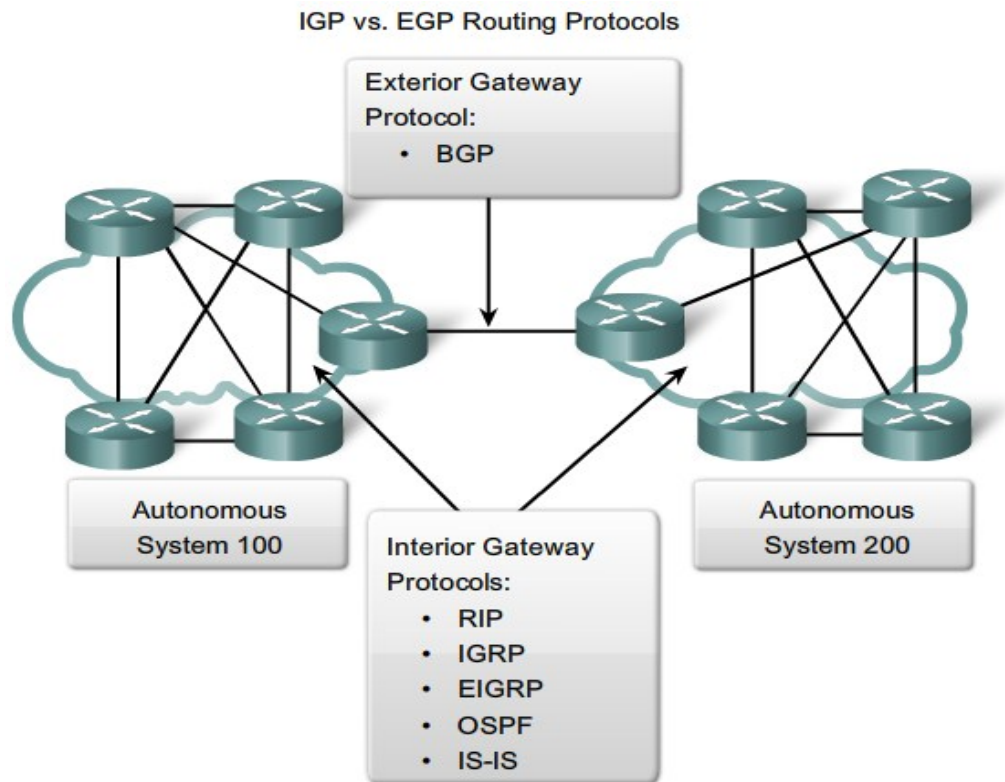 IGP vs. EGP Routing Protocols
Exterior Gateway
Protocol:
• BGP
Autonomous
System 100
Autonomous
System 200
Interior Gateway
Protocols:
• RIP
• IGRP
• EIGRP
• OSPF
• IS-IS